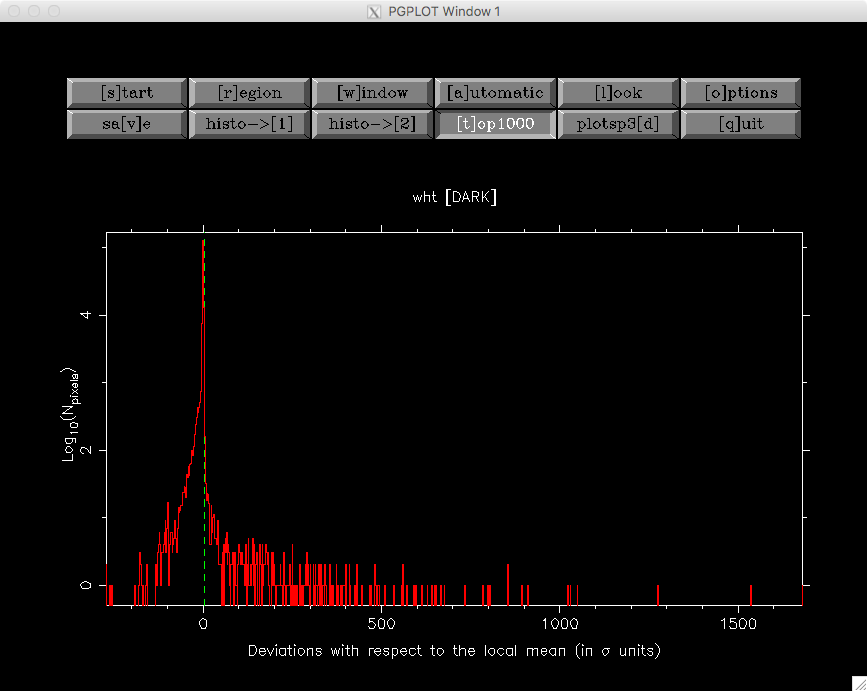 PGPLOT Window 1
[s]tart [r]egion [w]indow [a]utomatic [l]ook [o]ptions
sa[v]e histo->[1] histo->[2] [t]op1000 plotsp3[d] [q]uit
wht [DARK]
Log10(Npixels)
4
2
0
0 500 1000 1500
Deviations with respect to the local mean (in σ units)